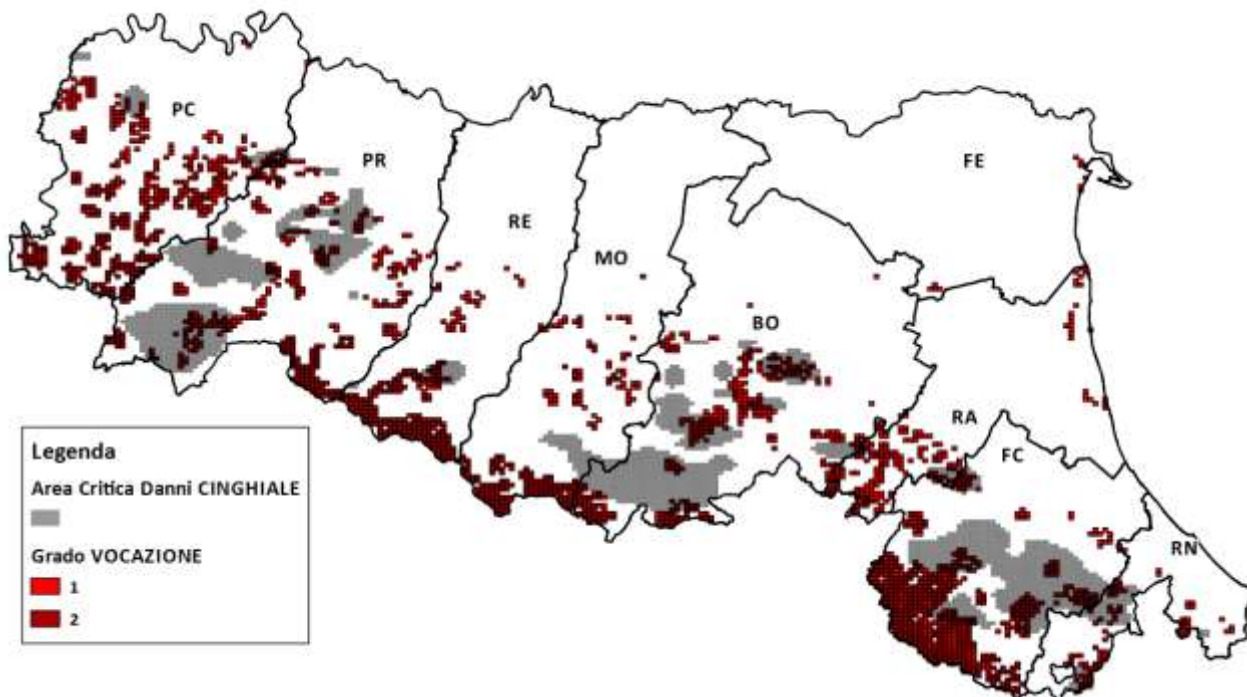 PC
PR
RE
MO
FE
BO
RA
FC
RN
Legenda
Area Critica Danni CINGHIALE
Grado VOCAZIONE
1
2